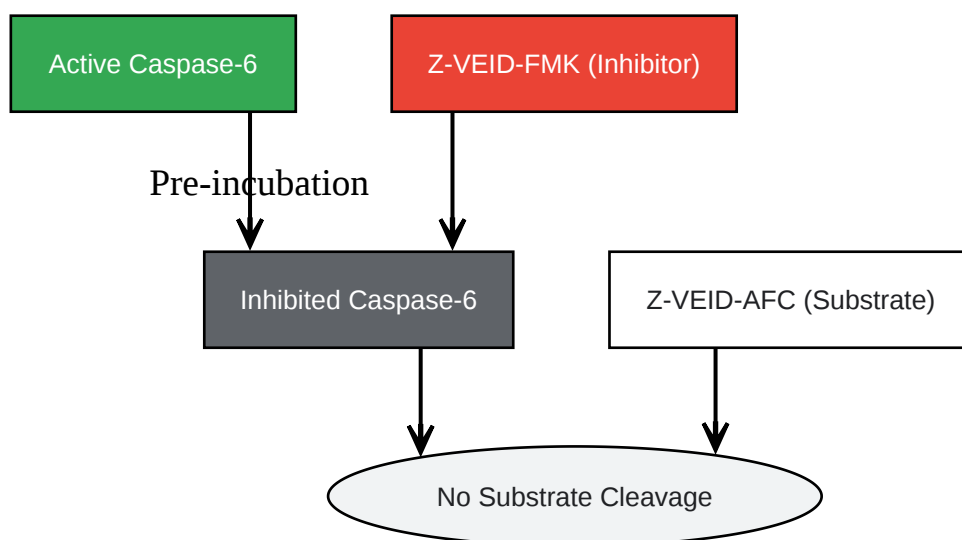 Active Caspase-6
Z-VEID-FMK (Inhibitor)
Pre-incubation
Inhibited Caspase-6
Z-VEID-AFC (Substrate)
No Substrate Cleavage